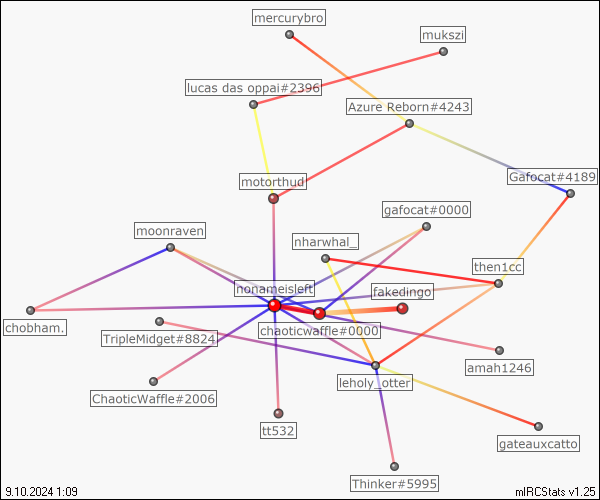 mercurybro
mukszi
lucas das oppai#2396
Azure Reborn#4243
Gafocat#4189
motorthud
gafocat#0000
moonraven
nharwhal_
then1cc
nonameisleft
fakedingo
chobham.
chaoticwaffle#0000
TripleMidget#8824
amah1246
leholy_otter
ChaoticWaffle#2006
tt532
gateauxcatto
Thinker#5995
9.10.2024 1:09
mIRCStats v1.25